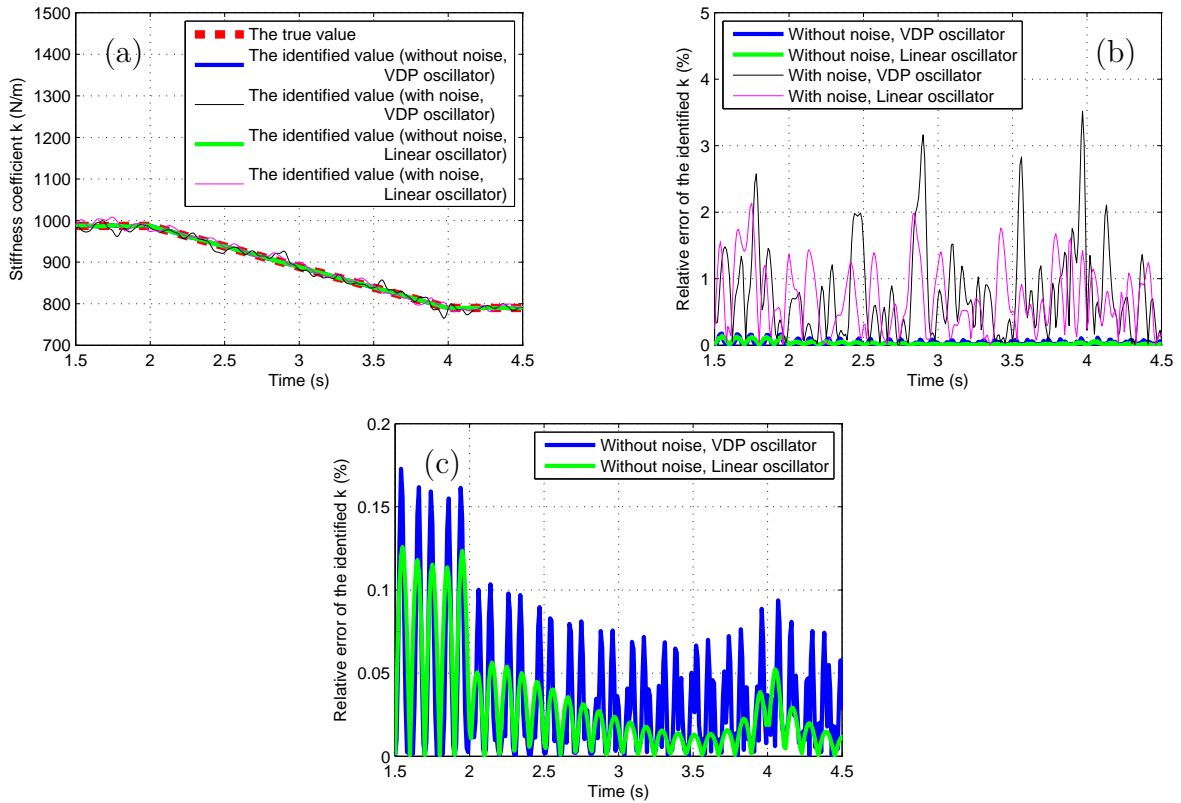 (a)
The true value
The identified value (without noise,
VDP oscillator)
The identified value (with noise,
VDP oscillator)
The identified value (without noise,
Linear oscillator)
The identified value (with noise,
Linear oscillator)
Stiffness coefficient k (N/m)
1500
1400
1300
1200
1100
1000
900
800
700
1.5 2 2.5 3 3.5 4 4.5
Time (s)
(b)
Without noise, VDP oscillator
Without noise, Linear oscillator
With noise, VDP oscillator
With noise, Linear oscillator
Relative error of the identified k (%)
5
4
3
2
1
0
1.5 2 2.5 3 3.5 4 4.5
Time (s)
(c)
Without noise, VDP oscillator
Without noise, Linear oscillator
Relative error of the identified k (%)
0.2
0.15
0.1
0.05
0
1.5 2 2.5 3 3.5 4 4.5
Time (s)